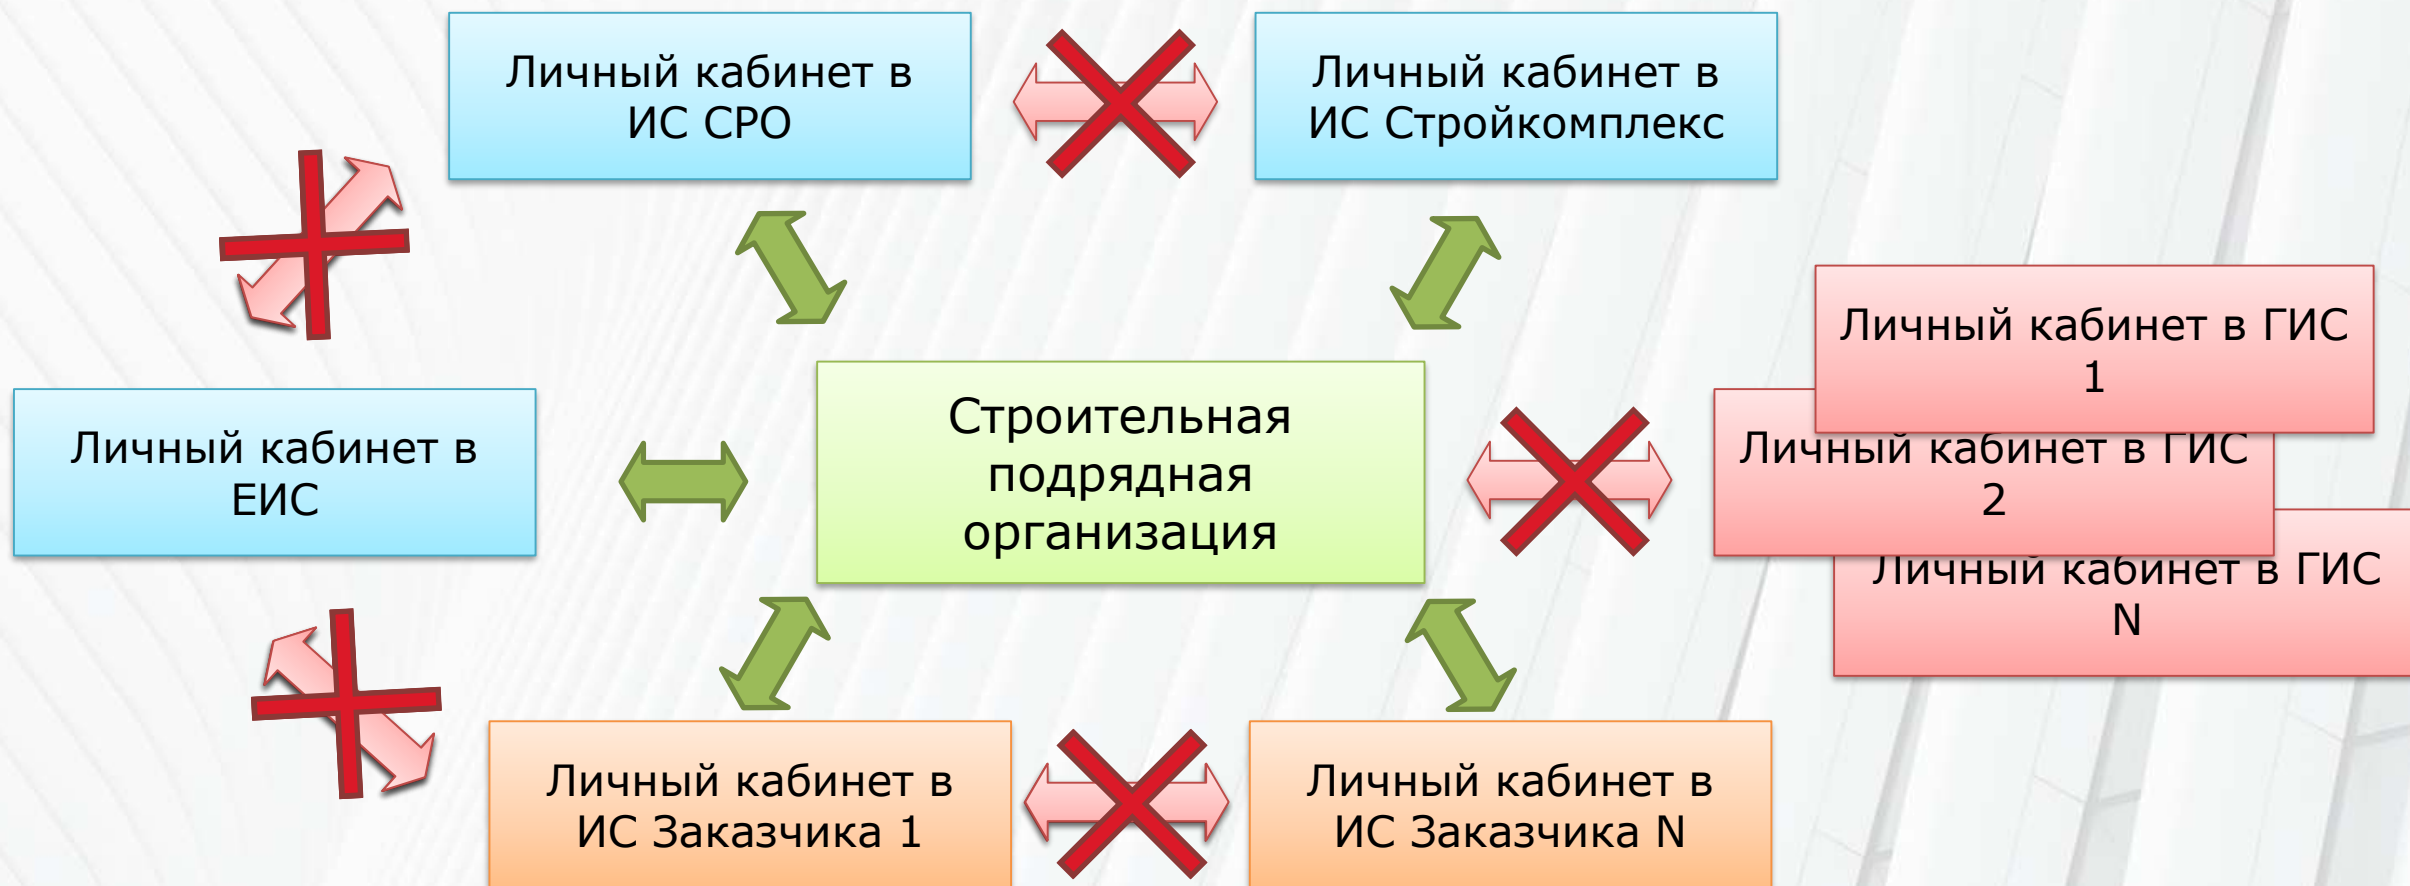 Личный кабинет в
ИС СРО
Личный кабинет в
ИС Стройкомплекс
Личный кабинет в ГИС
1
Личный кабинет в
ЕИС
Строительная
подрядная
организация
Личный кабинет в ГИС
2
Личный кабинет в ГИС
N
Личный кабинет в
ИС Заказчика 1
Личный кабинет в
ИС Заказчика N